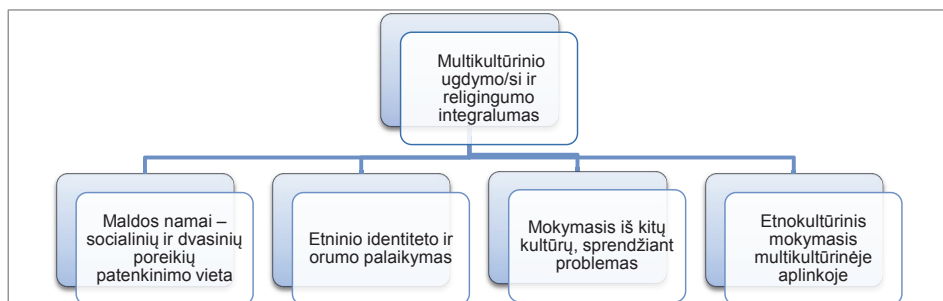 Multikultūrinio
ugdymo/si ir
religingumo
integralumas
Maldos namai –
socialinių ir dvasinių
poreikių
patenkinimo vieta
Etninio identiteto ir
orumo palaikymas
Mokymasis iš kitų
kultūrų, sprendžiant
problemas
Etnokultūrinis
mokymasis
multikultūrinėje
aplinkoje